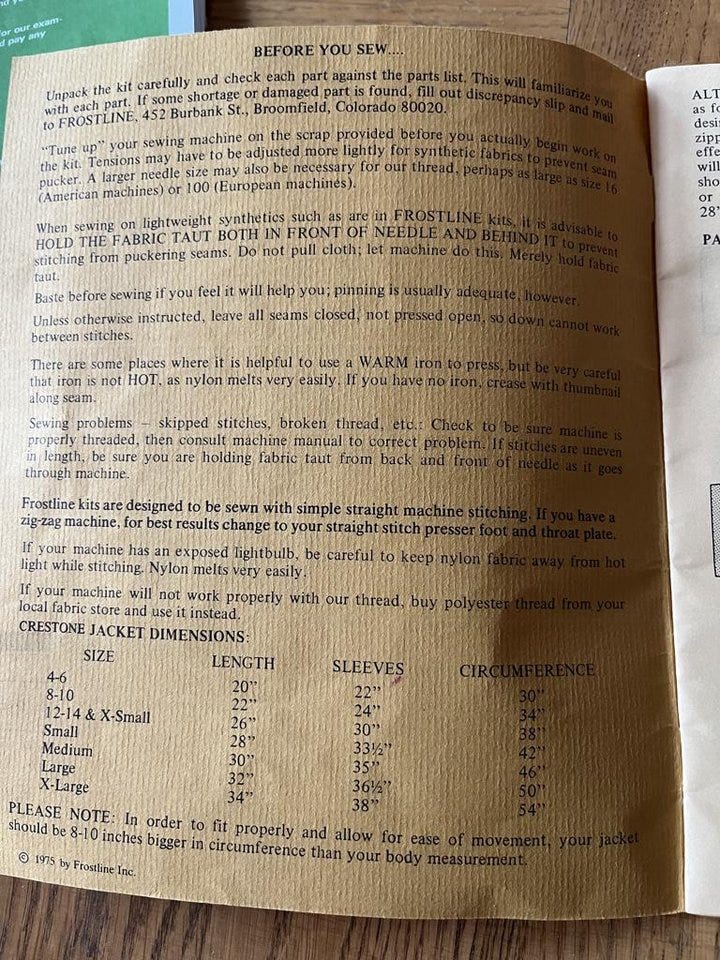 or our exam-
d pay any
BEFORE YOU SEW....
Unpack the kit carefully and check each part against the parts list. This will familiarize you
with each part. If some shortage or damaged part is found, fill out discrepancy slip and mail
to FROSTLINE, 452 Burbank St., Broomfield, Colorado 80020.
"Tune up" your sewing machine on the scrap provided before you actually begin work on
the kit. Tensions may have to be adjusted more lightly for synthetic fabrics to prevent seam
pucker. A larger needle size may also be necessary for our thread, perhaps as large as size 16
(American machines) or 100 (European machines).
When sewing on lightweight synthetics such as are in FROSTLINE kits, it is advisable to
HOLD THE FABRIC TAUT BOTH IN FRONT OF NEEDLE AND BEHIND IT to prevent
stitching from puckering seams. Do not pull cloth; let machine do this. Merely hold fabric
taut.
Baste before sewing if you feel it will help you; pinning is usually adequate, however.
Unless otherwise instructed, leave all seams closed, not pressed open, so down cannot work
between stitches.
There are some places where it is helpful to use a WARM iron to press, but be very careful
that iron is not HOT, as nylon melts very easily. If you have no iron, crease with thumbnail
along seam.
Sewing problems – skipped stitches, broken thread, etc.: Check to be sure machine is
properly threaded, then consult machine manual to correct problem. If stitches are uneven
in length, be sure you are holding fabric taut from back and front of needle as it goes
through machine.
Frostline kits are designed to be sewn with simple straight machine stitching. If you have a
zig-zag machine, for best results change to your straight stitch presser foot and throat plate.
If your machine has an exposed lightbulb, be careful to keep nylon fabric away from hot
light while stitching. Nylon melts very easily.
If your machine will not work properly with our thread, buy polyester thread from your
local fabric store and use it instead.
CRESTONE JACKET DIMENSIONS:
SIZE LENGTH SLEEVES CIRCUMFERENCE
4-6 20" 22" 30"
8-10 22" 24" 34"
12-14 & X-Small 26" 30" 38"
Small 28" 33½" 42"
Medium 30" 35" 46"
Large 32" 36½" 50"
X-Large 34" 38" 54"
PLEASE NOTE: In order to fit properly and allow for ease of movement, your jacket
should be 8-10 inches bigger in circumference than your body measurement.
© 1975 by Frostline Inc.
ALT
as fo
desi
zipp
effe
will
sho
or
28"
PA